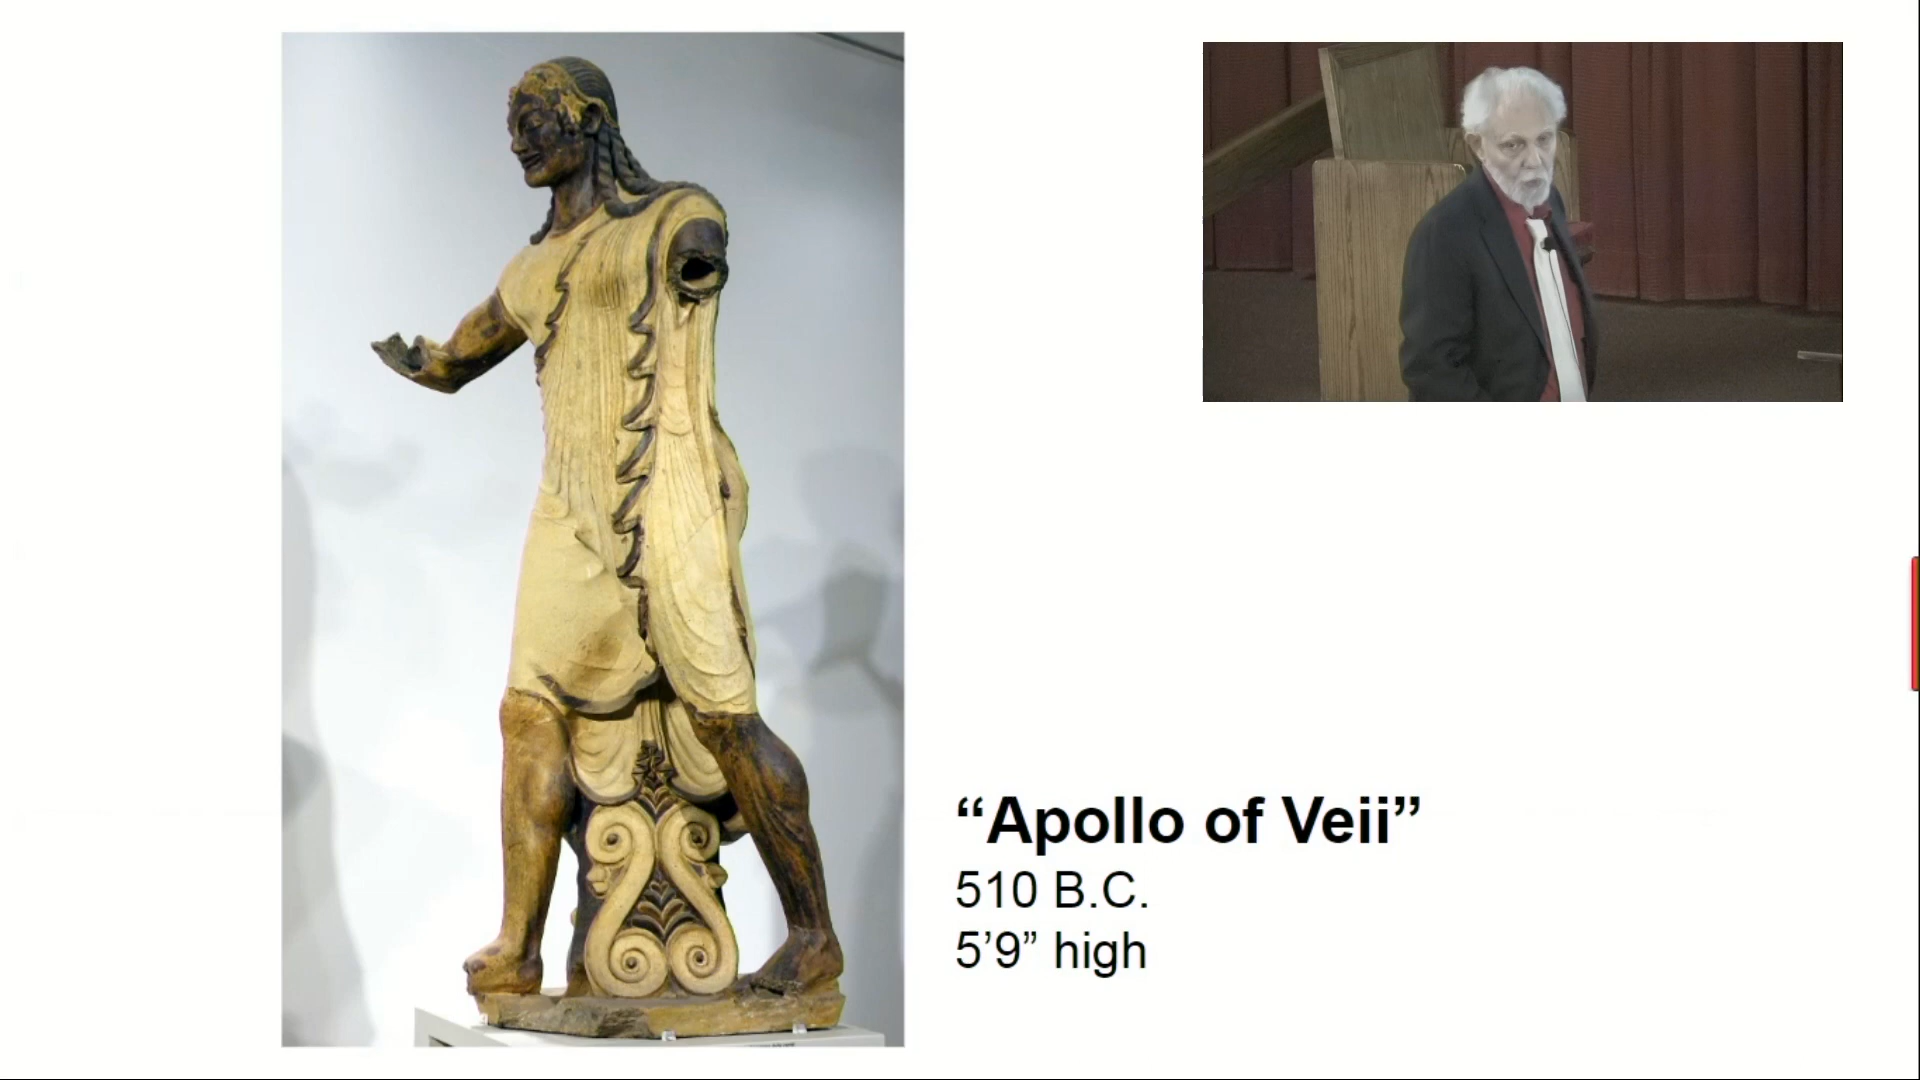 “Apollo of Veii”
510 B.C.
5’9” high